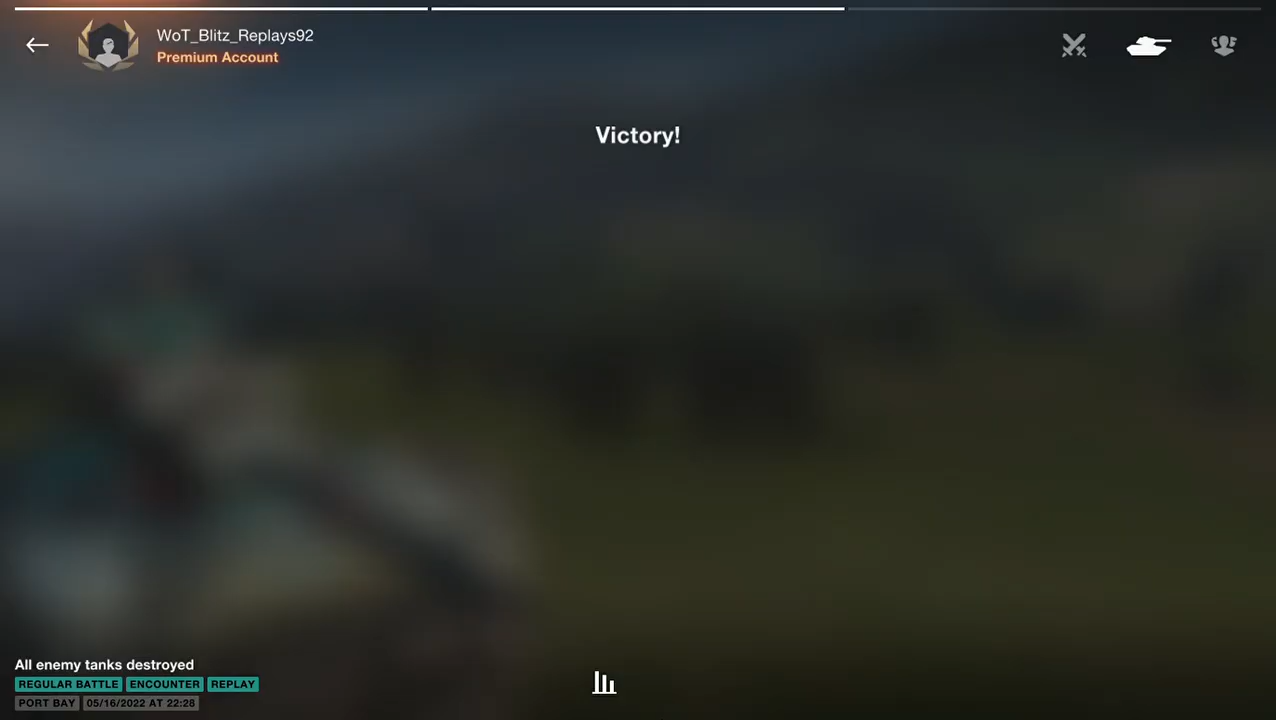 WoT_Blitz_Replays92
Premium Account
Victory!
All enemy tanks destroyed
REGULAR BATTLE ENCOUNTER REPLAY
PORT BAY 05/16/2022 AT 22:28